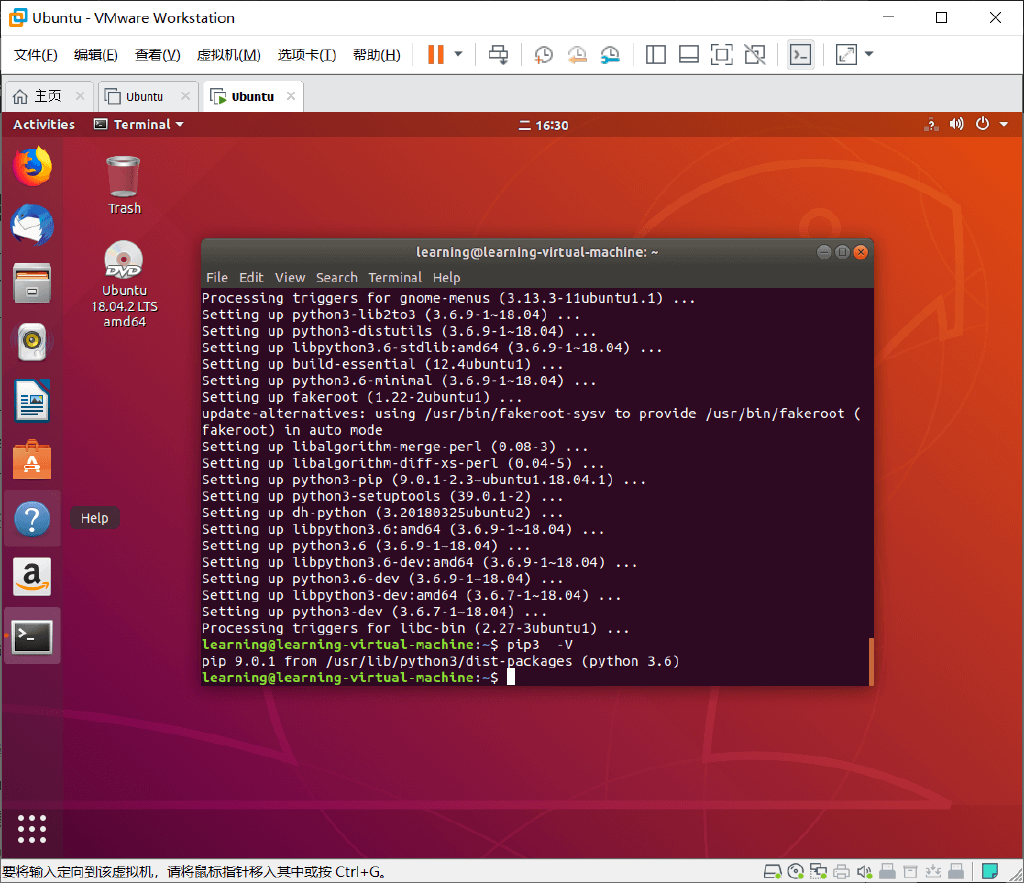 Ubuntu - VMware Workstation
文件(F) 编辑(E) 查看(V) 虚拟机(M) 选项卡(T) 帮助(H)
主页 Ubuntu Ubuntu
Activities Terminal 二 16:30
Trash
DVD
Ubuntu
18.04.2 LTS
amd64
Help
learning@learning-virtual-machine: ~
File Edit View Search Terminal Help
Processing triggers for gnome-menus (3.13.3-11ubuntu1.1) ...
Setting up python3-lib2to3 (3.6.9-1~18.04) ...
Setting up python3-distutils (3.6.9-1~18.04) ...
Setting up libpython3.6-stdlib:amd64 (3.6.9-1~18.04) ...
Setting up build-essential (12.4ubuntu1) ...
Setting up python3.6-minimal (3.6.9-1~18.04) ...
Setting up fakeroot (1.22-2ubuntu1) ...
update-alternatives: using /usr/bin/fakeroot-sysv to provide /usr/bin/fakeroot (
fakeroot) in auto mode
Setting up libalgorithm-merge-perl (0.08-3) ...
Setting up libalgorithm-diff-xs-perl (0.04-5) ...
Setting up python3-pip (9.0.1-2.3~ubuntu1.18.04.1) ...
Setting up python3-setuptools (39.0.1-2) ...
Setting up dh-python (3.20180325ubuntu2) ...
Setting up libpython3.6:amd64 (3.6.9-1~18.04) ...
Setting up python3.6 (3.6.9-1~18.04) ...
Setting up libpython3.6-dev:amd64 (3.6.9-1~18.04) ...
Setting up python3.6-dev (3.6.9-1~18.04) ...
Setting up libpython3-dev:amd64 (3.6.7-1~18.04) ...
Setting up python3-dev (3.6.7-1~18.04) ...
Processing triggers for libc-bin (2.27-3ubuntu1) ...
learning@learning-virtual-machine:~$ pip3  -V
pip 9.0.1 from /usr/lib/python3/dist-packages (python 3.6)
learning@learning-virtual-machine:~$
要将输入定向到该虚拟机，请将鼠标指针移入其中或按 Ctrl+G。